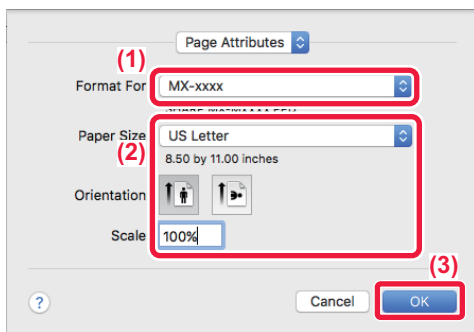 Page Attributes
(1)
Format For
MX-xxxx
Paper Size
US Letter
(2)
8.50 by 11.00 inches
Orientation
Scale
100%
(3)
?
Cancel
OK